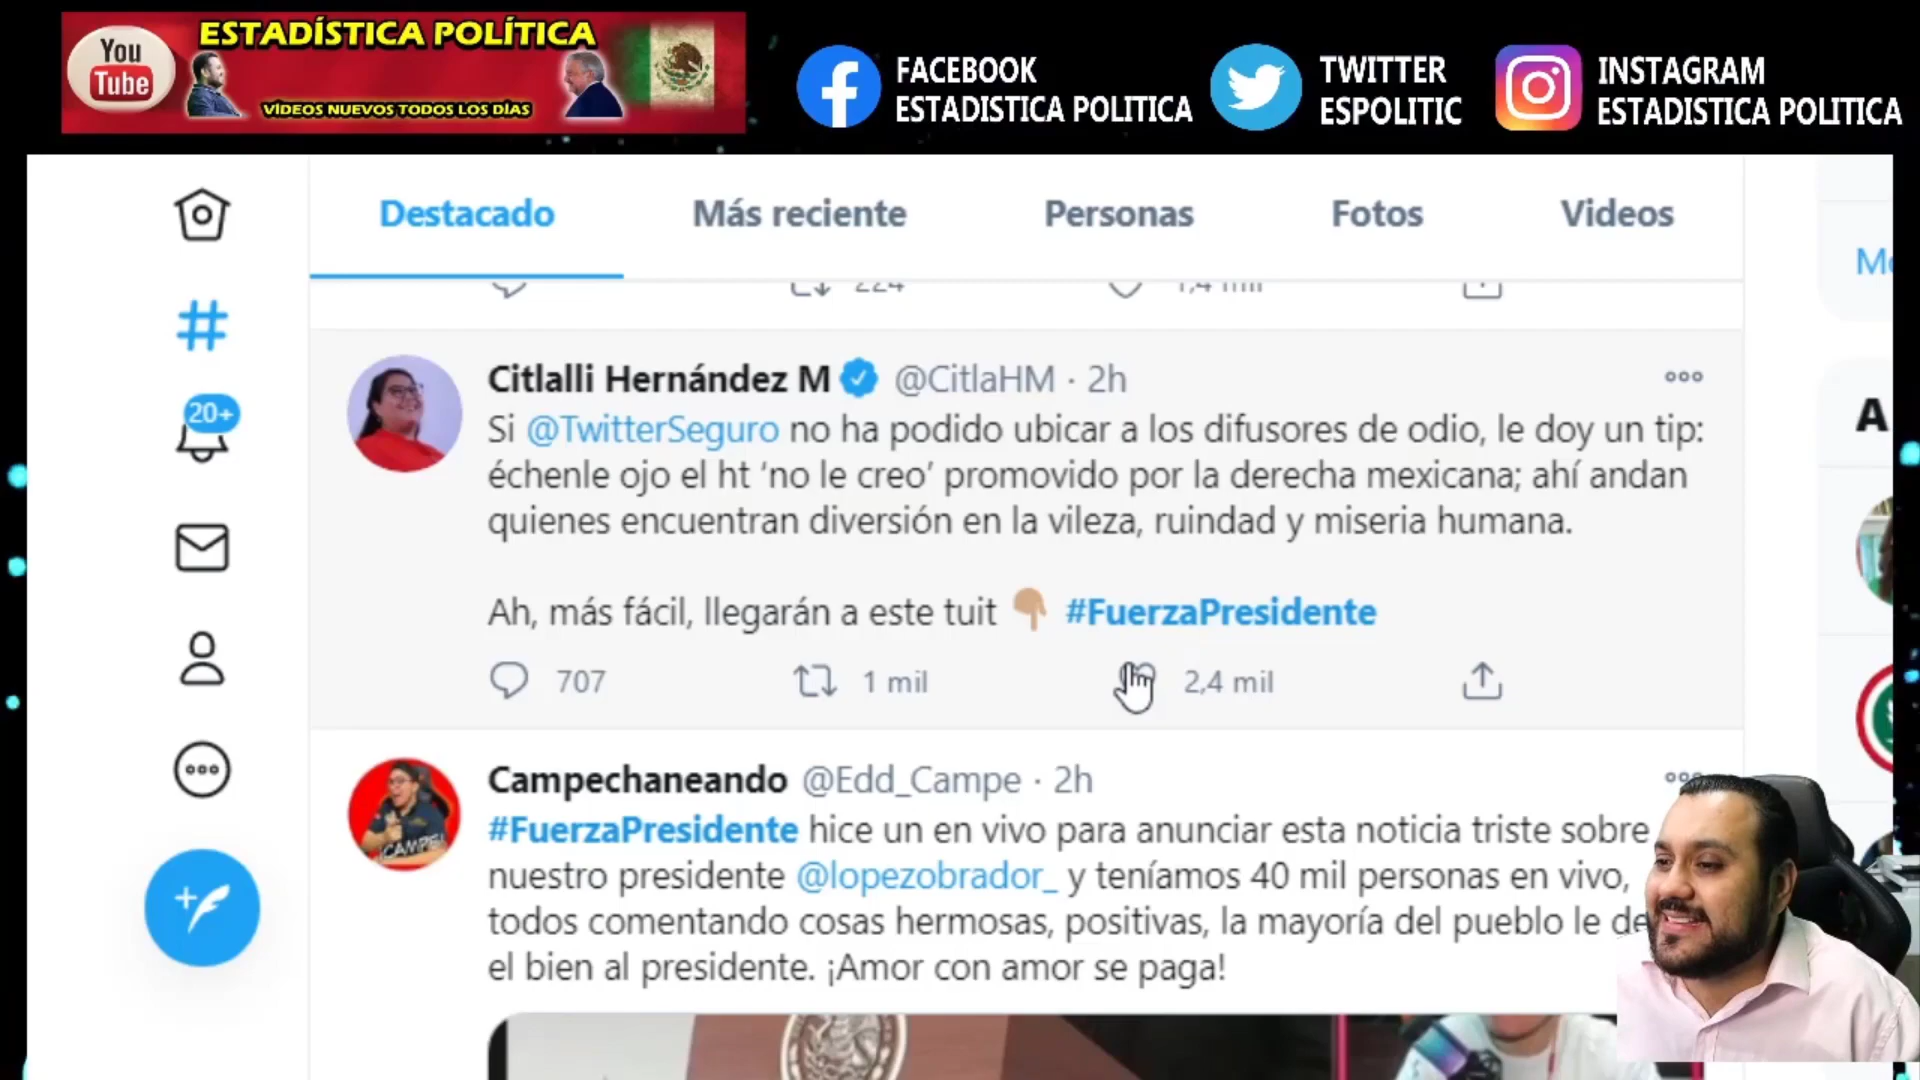 You
Tube
ESTADÍSTICA POLÍTICA
VÍDEOS NUEVOS TODOS LOS DÍAS
FACEBOOK
ESTADISTICA POLITICA
TWITTER
ESPOLITIC
INSTAGRAM
ESTADISTICA POLITICA
Destacado
Más reciente
Personas
Fotos
Videos
224
1,4 mil
20+
Citlalli Hernández M @CitlaHM · 2h
Si @TwitterSeguro no ha podido ubicar a los difusores de odio, le doy un tip:
échenle ojo el ht ‘no le creo’ promovido por la derecha mexicana; ahí andan
quienes encuentran diversión en la vileza, ruindad y miseria humana.
Ah, más fácil, llegarán a este tuit 👇🏽 #FuerzaPresidente
707
1 mil
2,4 mil
Campechaneando @Edd_Campe · 2h
#FuerzaPresidente hice un en vivo para anunciar esta noticia triste sobre
nuestro presidente @lopezobrador_ y teníamos 40 mil personas en vivo,
todos comentando cosas hermosas, positivas, la mayoría del pueblo le de
el bien al presidente. ¡Amor con amor se paga!